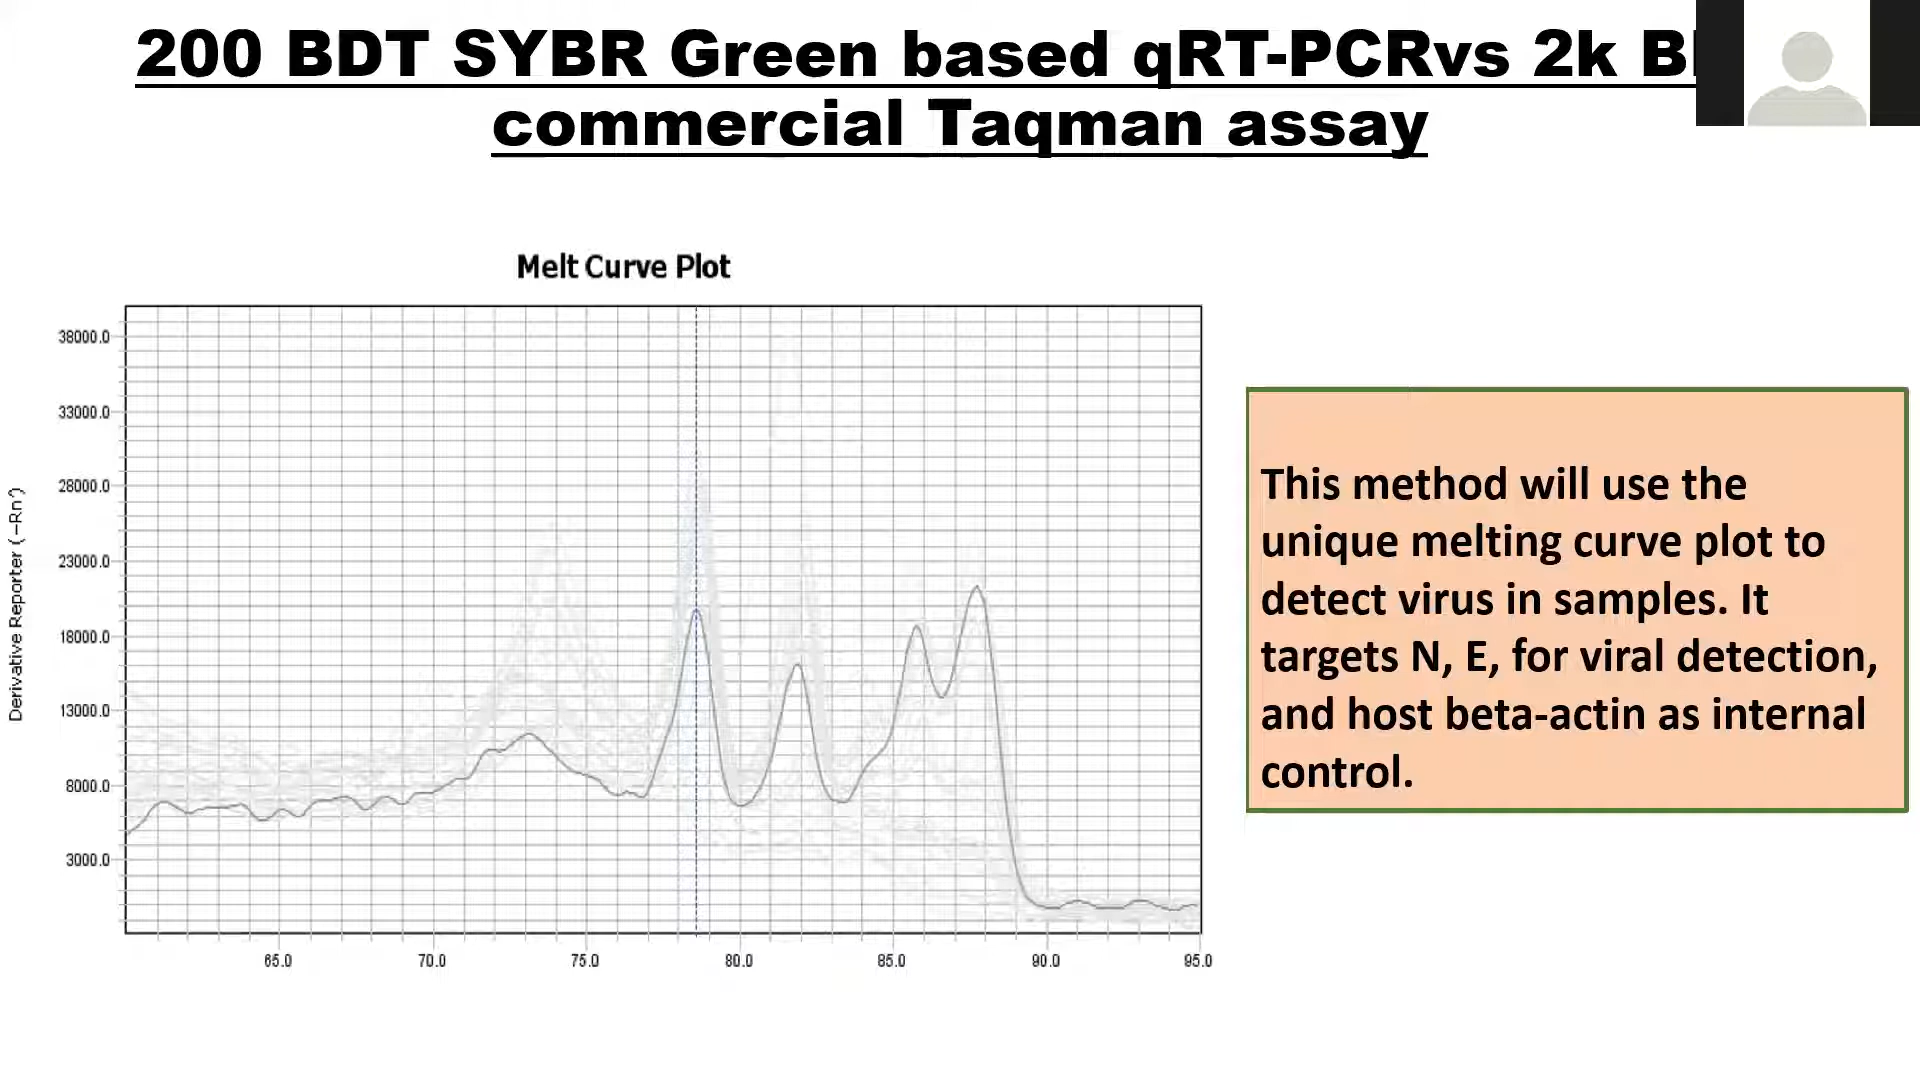 200 BDT SYBR Green based qRT-PCRvs 2k
commercial Taqman assay
Melt Curve Plot
38000.0
33000.0
28000.0
23000.0
18000.0
13000.0
8000.0
3000.0
Derivative Reporter (-Rn')
65.0 70.0 75.0 80.0 85.0 90.0 95.0
This method will use the
unique melting curve plot to
detect virus in samples. It
targets N, E, for viral detection,
and host beta-actin as internal
control.